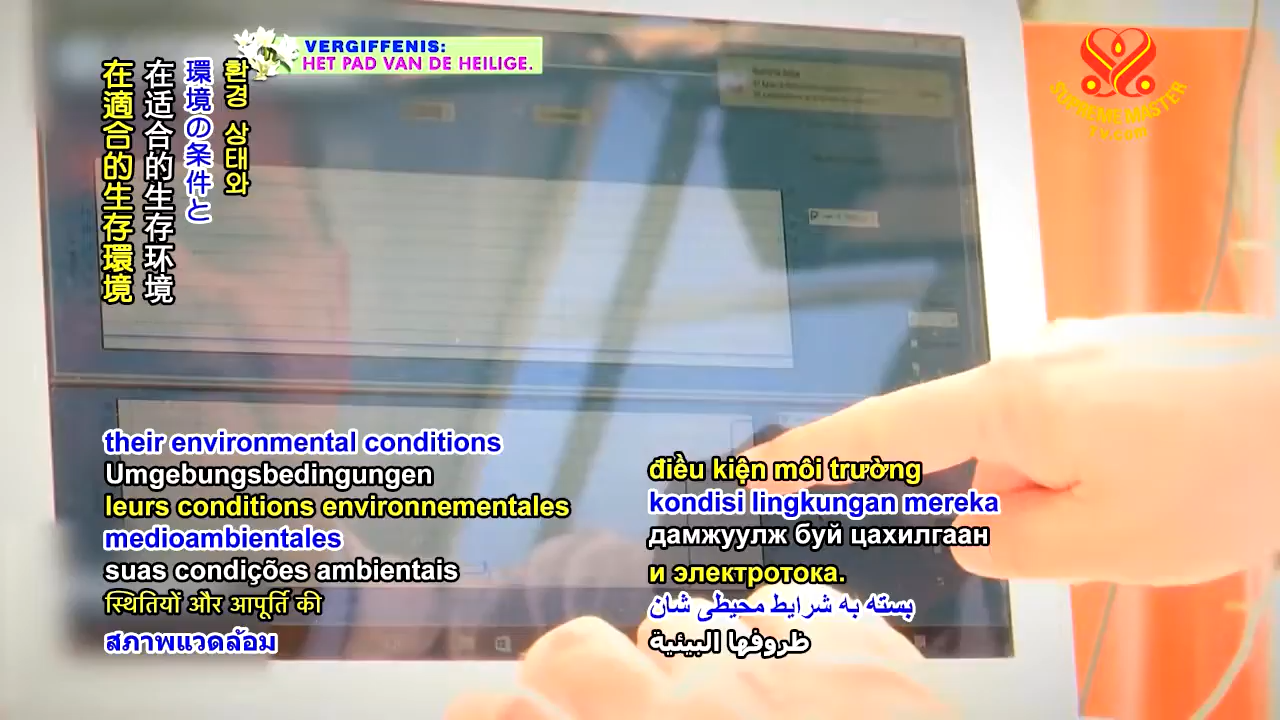 VERGIFFENIS:
HET PAD VAN DE HEILIGE.
SUPREME MASTER
TV.com
환경 상태와
環境の条件と
在适合的生存环境
在適合的生存環境
their environmental conditions
Umgebungsbedingungen
leurs conditions environnementales
medioambientales
suas condições ambientais
स्थितियों और आपूर्ति की
สภาพแวดล้อม
điều kiện môi trường
kondisi lingkungan mereka
дамжуулж буй цахилгаан
и электротока.
بسته به شرایط محیطی شان
ظروفها البيئية